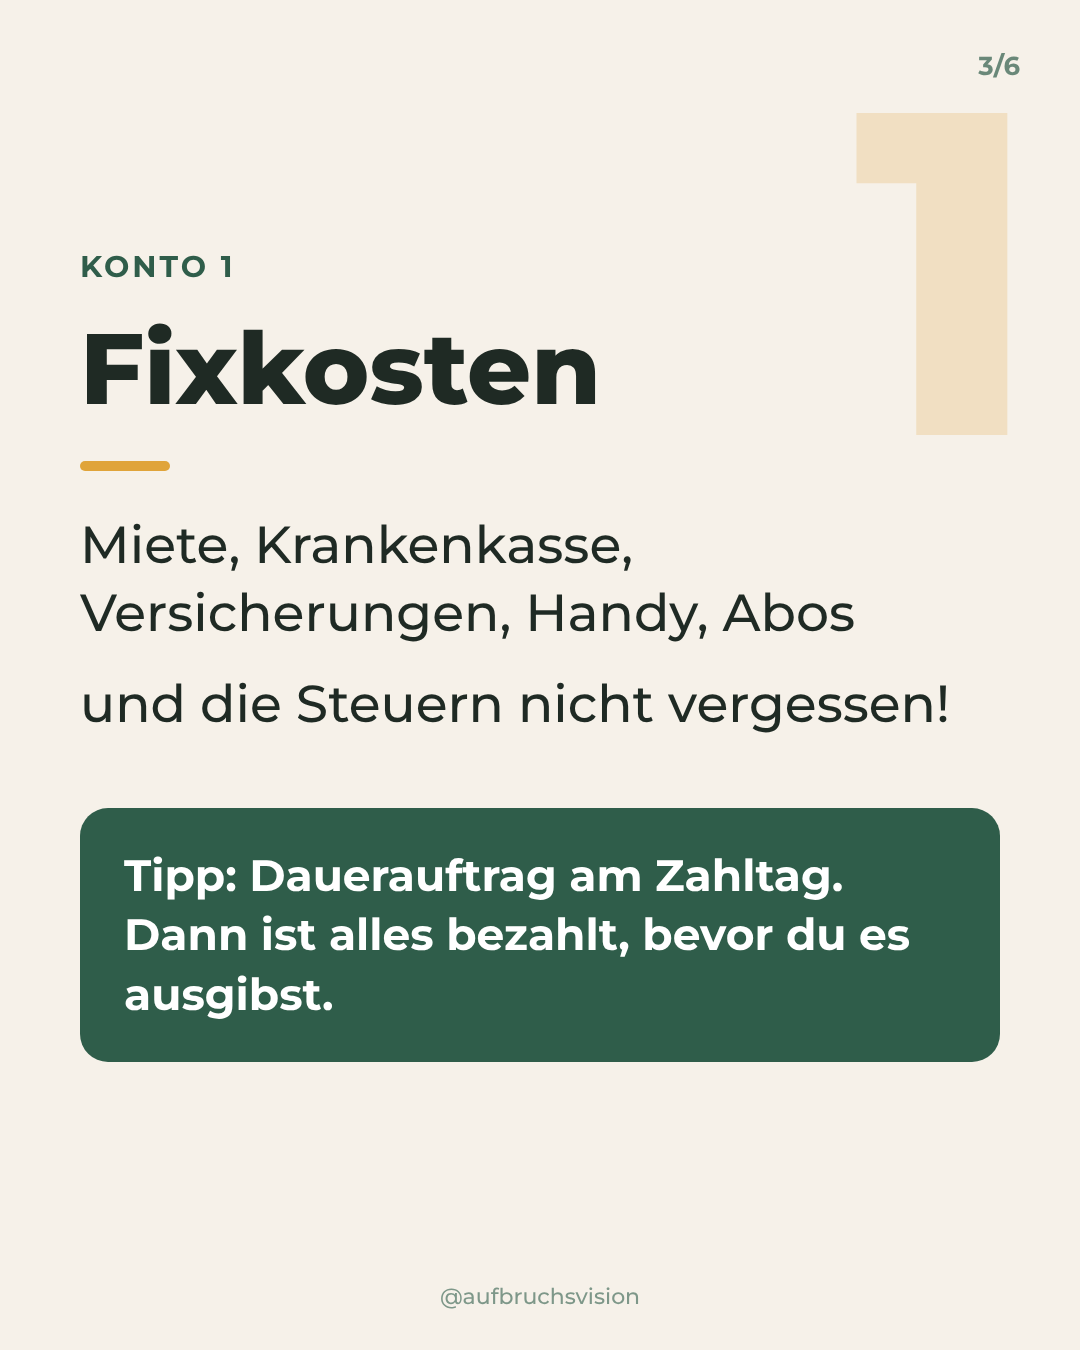 3/6
1
KONTO 1
Fixkosten
Miete, Krankenkasse,
Versicherungen, Handy, Abos
und die Steuern nicht vergessen!
Tipp: Dauerauftrag am Zahltag.
Dann ist alles bezahlt, bevor du es
ausgibst.
@aufbruchsvision